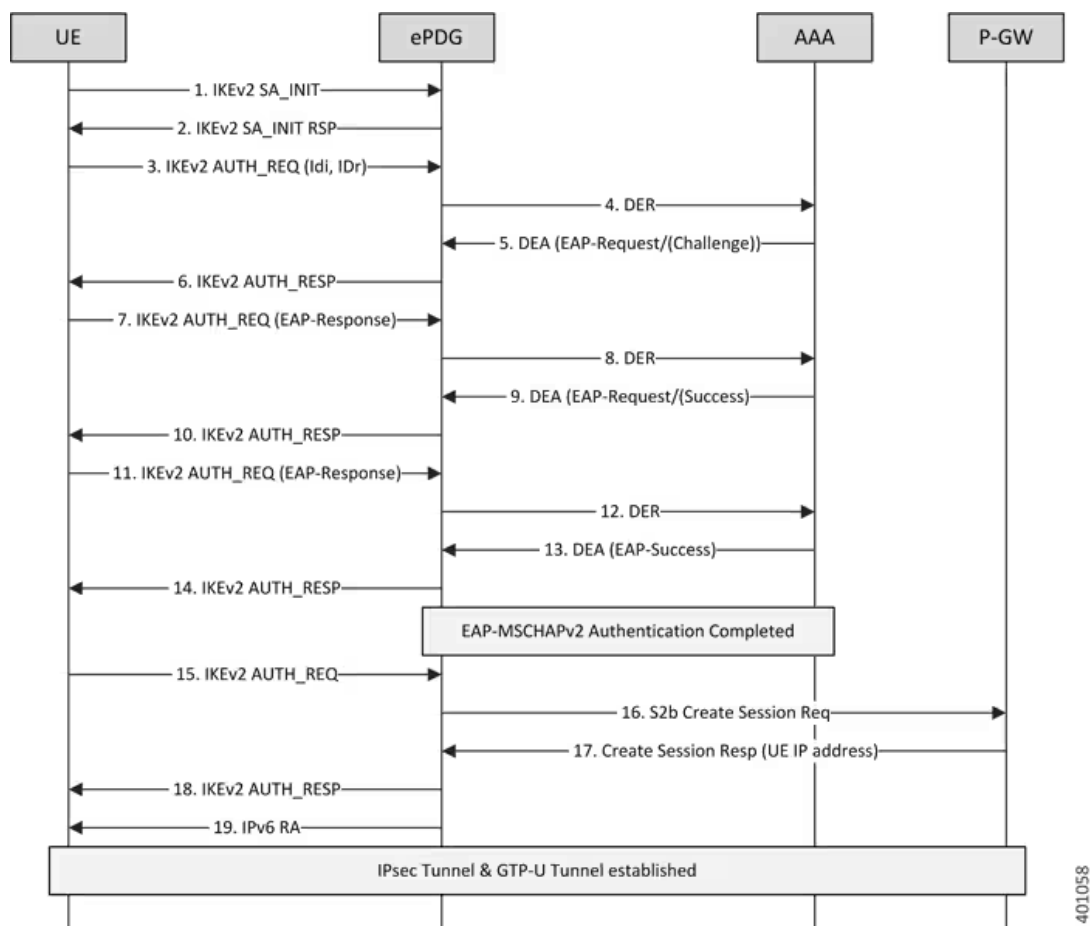 UE ePDG AAA P-GW
1. IKEv2 SA_INIT
2. IKEv2 SA_INIT RSP
3. IKEv2 AUTH_REQ (Idi, IDr)
4. DER
5. DEA (EAP-Request/(Challenge))
6. IKEv2 AUTH_RESP
7. IKEv2 AUTH_REQ (EAP-Response)
8. DER
9. DEA (EAP-Request/(Success)
10. IKEv2 AUTH_RESP
11. IKEv2 AUTH_REQ (EAP-Response)
12. DER
13. DEA (EAP-Success)
14. IKEv2 AUTH_RESP
EAP-MSCHAPv2 Authentication Completed
15. IKEv2 AUTH_REQ
16. S2b Create Session Req
17. Create Session Resp (UE IP address)
18. IKEv2 AUTH_RESP
19. IPv6 RA
IPsec Tunnel & GTP-U Tunnel established
401058